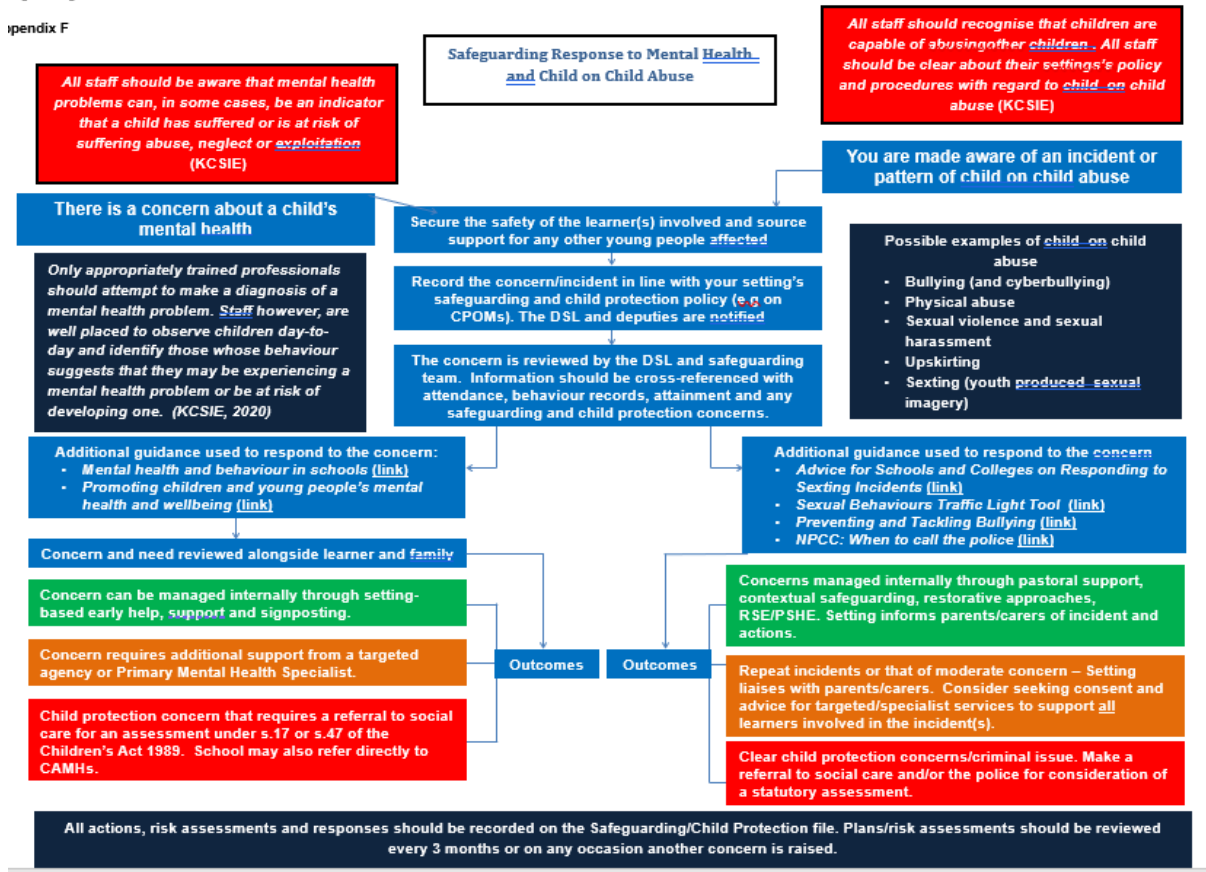 ppendix F
Safeguarding Response to Mental Health
and Child on Child Abuse
All staff should be aware that mental health
problems can, in some cases, be an indicator
that a child has suffered or is at risk of
suffering abuse, neglect or exploitation
(KCSIE)
All staff should recognise that children are
capable of abusingother children . All staff
should be clear about their settings's policy
and procedures with regard to child on child
abuse (KCSIE)
There is a concern about a child's
mental health
You are made aware of an incident or
pattern of child on child abuse
Secure the safety of the learner(s) involved and source
support for any other young people affected
Only appropriately trained professionals
should attempt to make a diagnosis of a
mental health problem. Staff however, are
well placed to observe children day-to-
day and identify those whose behaviour
suggests that they may be experiencing a
mental health problem or be at risk of
developing one. (KCSIE, 2020)
Record the concern/incident in line with your setting's
safeguarding and child protection policy (e.g on
CPOMs). The DSL and deputies are notified
The concern is reviewed by the DSL and safeguarding
team. Information should be cross-referenced with
attendance, behaviour records, attainment and any
safeguarding and child protection concerns.
Possible examples of child on child
abuse
• Bullying (and cyberbullying)
• Physical abuse
• Sexual violence and sexual
harassment
• Upskirting
• Sexting (youth produced sexual
imagery)
Additional guidance used to respond to the concern:
• Mental health and behaviour in schools (link)
• Promoting children and young people's mental
health and wellbeing (link)
Additional guidance used to respond to the concern
• Advice for Schools and Colleges on Responding to
Sexting Incidents (link)
• Sexual Behaviours Traffic Light Tool (link)
• Preventing and Tackling Bullying (link)
• NPCC: When to call the police (link)
Concern and need reviewed alongside learner and family
Concern can be managed internally through setting-
based early help, support and signposting.
Concern requires additional support from a targeted
agency or Primary Mental Health Specialist.
Child protection concern that requires a referral to social
care for an assessment under s.17 or s.47 of the
Children's Act 1989. School may also refer directly to
CAMHs.
Outcomes
Outcomes
Concerns managed internally through pastoral support,
contextual safeguarding, restorative approaches,
RSE/PSHE. Setting informs parents/carers of incident and
actions.
Repeat incidents or that of moderate concern – Setting
liaises with parents/carers. Consider seeking consent and
advice for targeted/specialist services to support all
learners involved in the incident(s).
Clear child protection concerns/criminal issue. Make a
referral to social care and/or the police for consideration of
a statutory assessment.
All actions, risk assessments and responses should be recorded on the Safeguarding/Child Protection file. Plans/risk assessments should be reviewed
every 3 months or on any occasion another concern is raised.